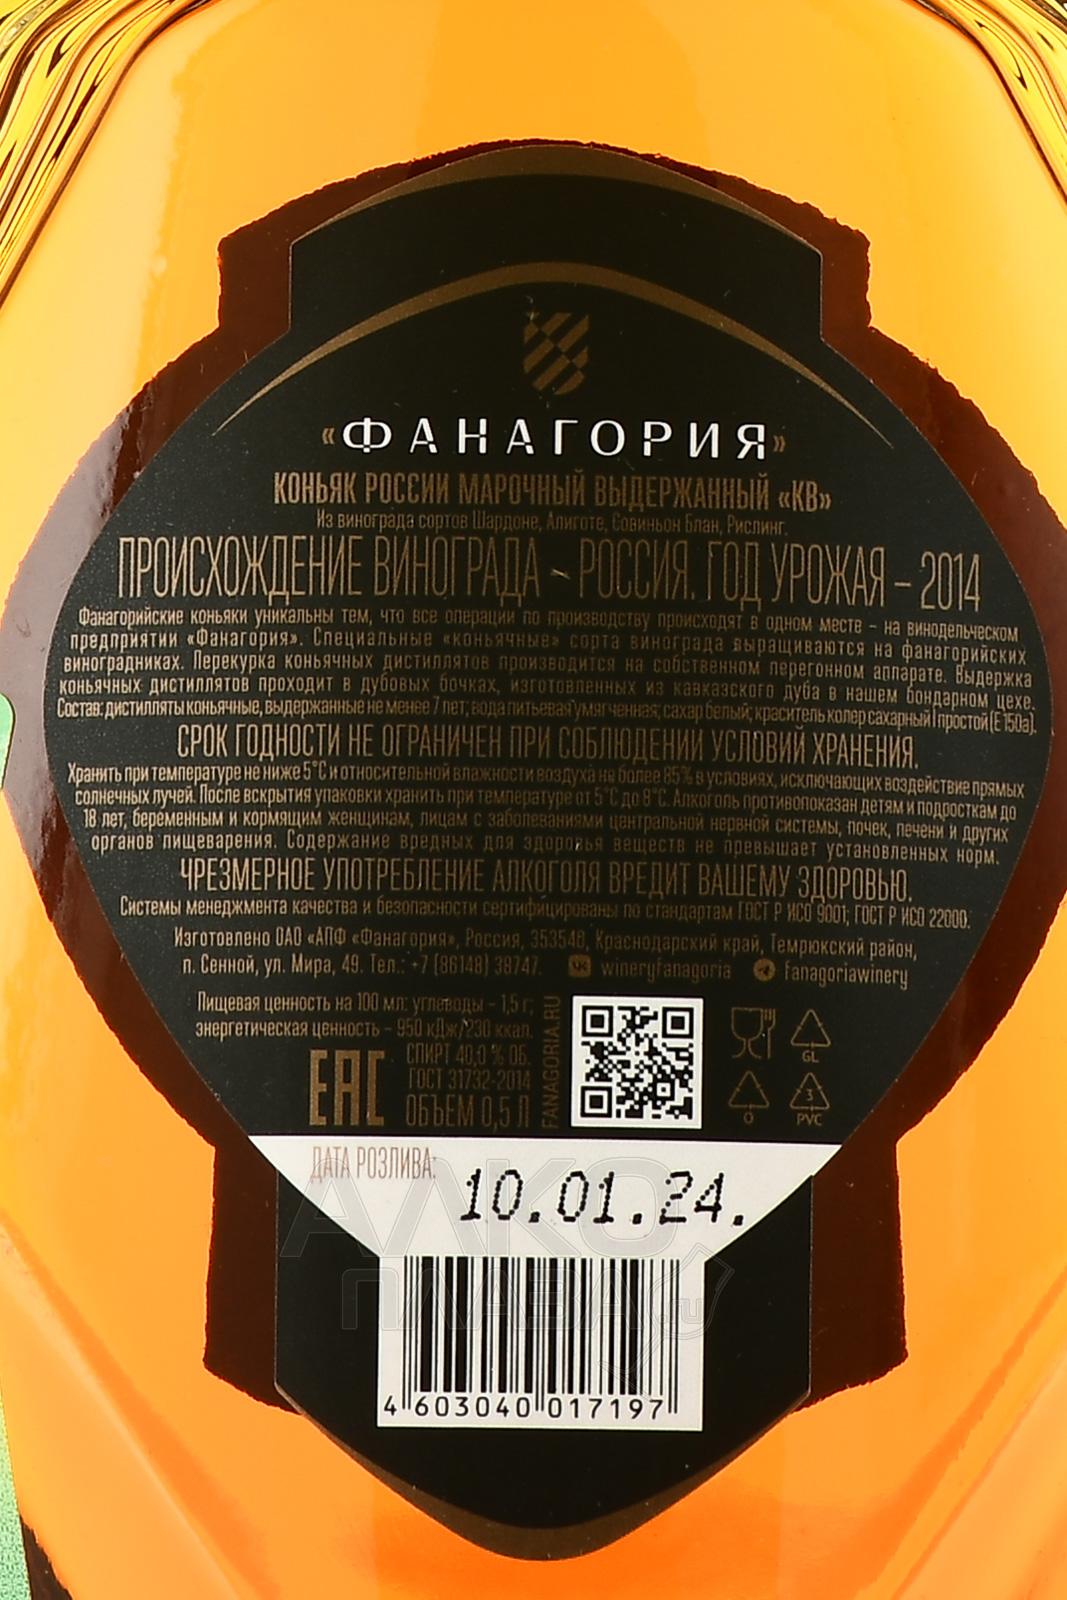 «ФАНАГОРИЯ»
КОНЬЯК РОССИИ МАРОЧНЫЙ ВЫДЕРЖАННЫЙ «КВ»
Из винограда сортов Шардоне, Алиготе, Совиньон Блан, Рислинг.
ПРОИСХОЖДЕНИЕ ВИНОГРАДА – РОССИЯ. ГОД УРОЖАЯ – 2014
Фанагорийские коньяки уникальны тем, что все операции по производству происходят в одном месте – на винодельческом
предприятии «Фанагория». Специальные «коньячные» сорта винограда выращиваются на фанагорийских
виноградниках. Перекурка коньячных дистиллятов производится на собственном перегонном аппарате. Выдержка
коньячных дистиллятов проходит в дубовых бочках, изготовленных из кавказского дуба в нашем бондарном цехе.
Состав: дистилляты коньячные, выдержанные не менее 7 лет; вода питьевая умягченная; сахар белый; краситель колер сахарный I простой (Е 150а).
СРОК ГОДНОСТИ НЕ ОГРАНИЧЕН ПРИ СОБЛЮДЕНИИ УСЛОВИЙ ХРАНЕНИЯ.
Хранить при температуре не ниже 5°С и относительной влажности воздуха не более 85% в условиях, исключающих воздействие прямых
солнечных лучей. После вскрытия упаковки хранить при температуре от 5°С до 8°С. Алкоголь противопоказан детям и подросткам до
18 лет, беременным и кормящим женщинам, лицам с заболеваниями центральной нервной системы, почек, печени и других
органов пищеварения. Содержание вредных для здоровья веществ не превышает установленных норм.
ЧРЕЗМЕРНОЕ УПОТРЕБЛЕНИЕ АЛКОГОЛЯ ВРЕДИТ ВАШЕМУ ЗДОРОВЬЮ.
Системы менеджмента качества и безопасности сертифицированы по стандартам ГОСТ Р ИСО 9001; ГОСТ Р ИСО 22000.
Изготовлено ОАО «АПФ «Фанагория», Россия, 353540, Краснодарский край, Темрюкский район,
п. Сенной, ул. Мира, 49. Тел.: +7 (86148) 38747. wineryfanagoria fanagoriawinery
Пищевая ценность на 100 мл: углеводы – 1,5 г;
энергетическая ценность – 950 кДж/230 ккал.
EAC
СПИРТ 40,0 % ОБ.
ГОСТ 31732-2014
ОБЪЕМ 0,5 Л
FANAGORIA.RU
GL
0
3
PVC
ДАТА РОЗЛИВА:
10.01.24.
АЛКО
ПЛАЗА.ru
4 603040 017197